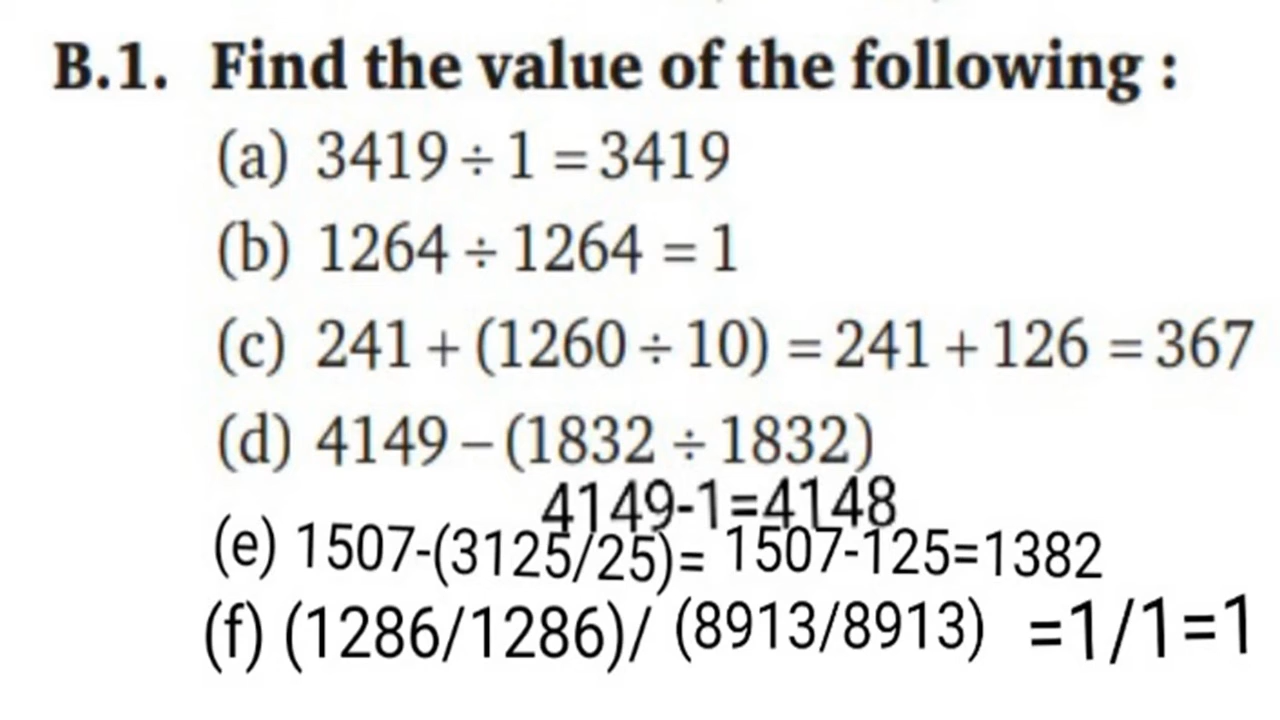 B.1. Find the value of the following :
(a) 3419 ÷ 1 = 3419
(b) 1264 ÷ 1264 = 1
(c) 241 + (1260 ÷ 10) = 241 + 126 = 367
(d) 4149 – (1832 ÷ 1832)
4149-1=4148
(e) 1507-(3125/25)= 1507-125=1382
(f) (1286/1286)/ (8913/8913) =1/1=1